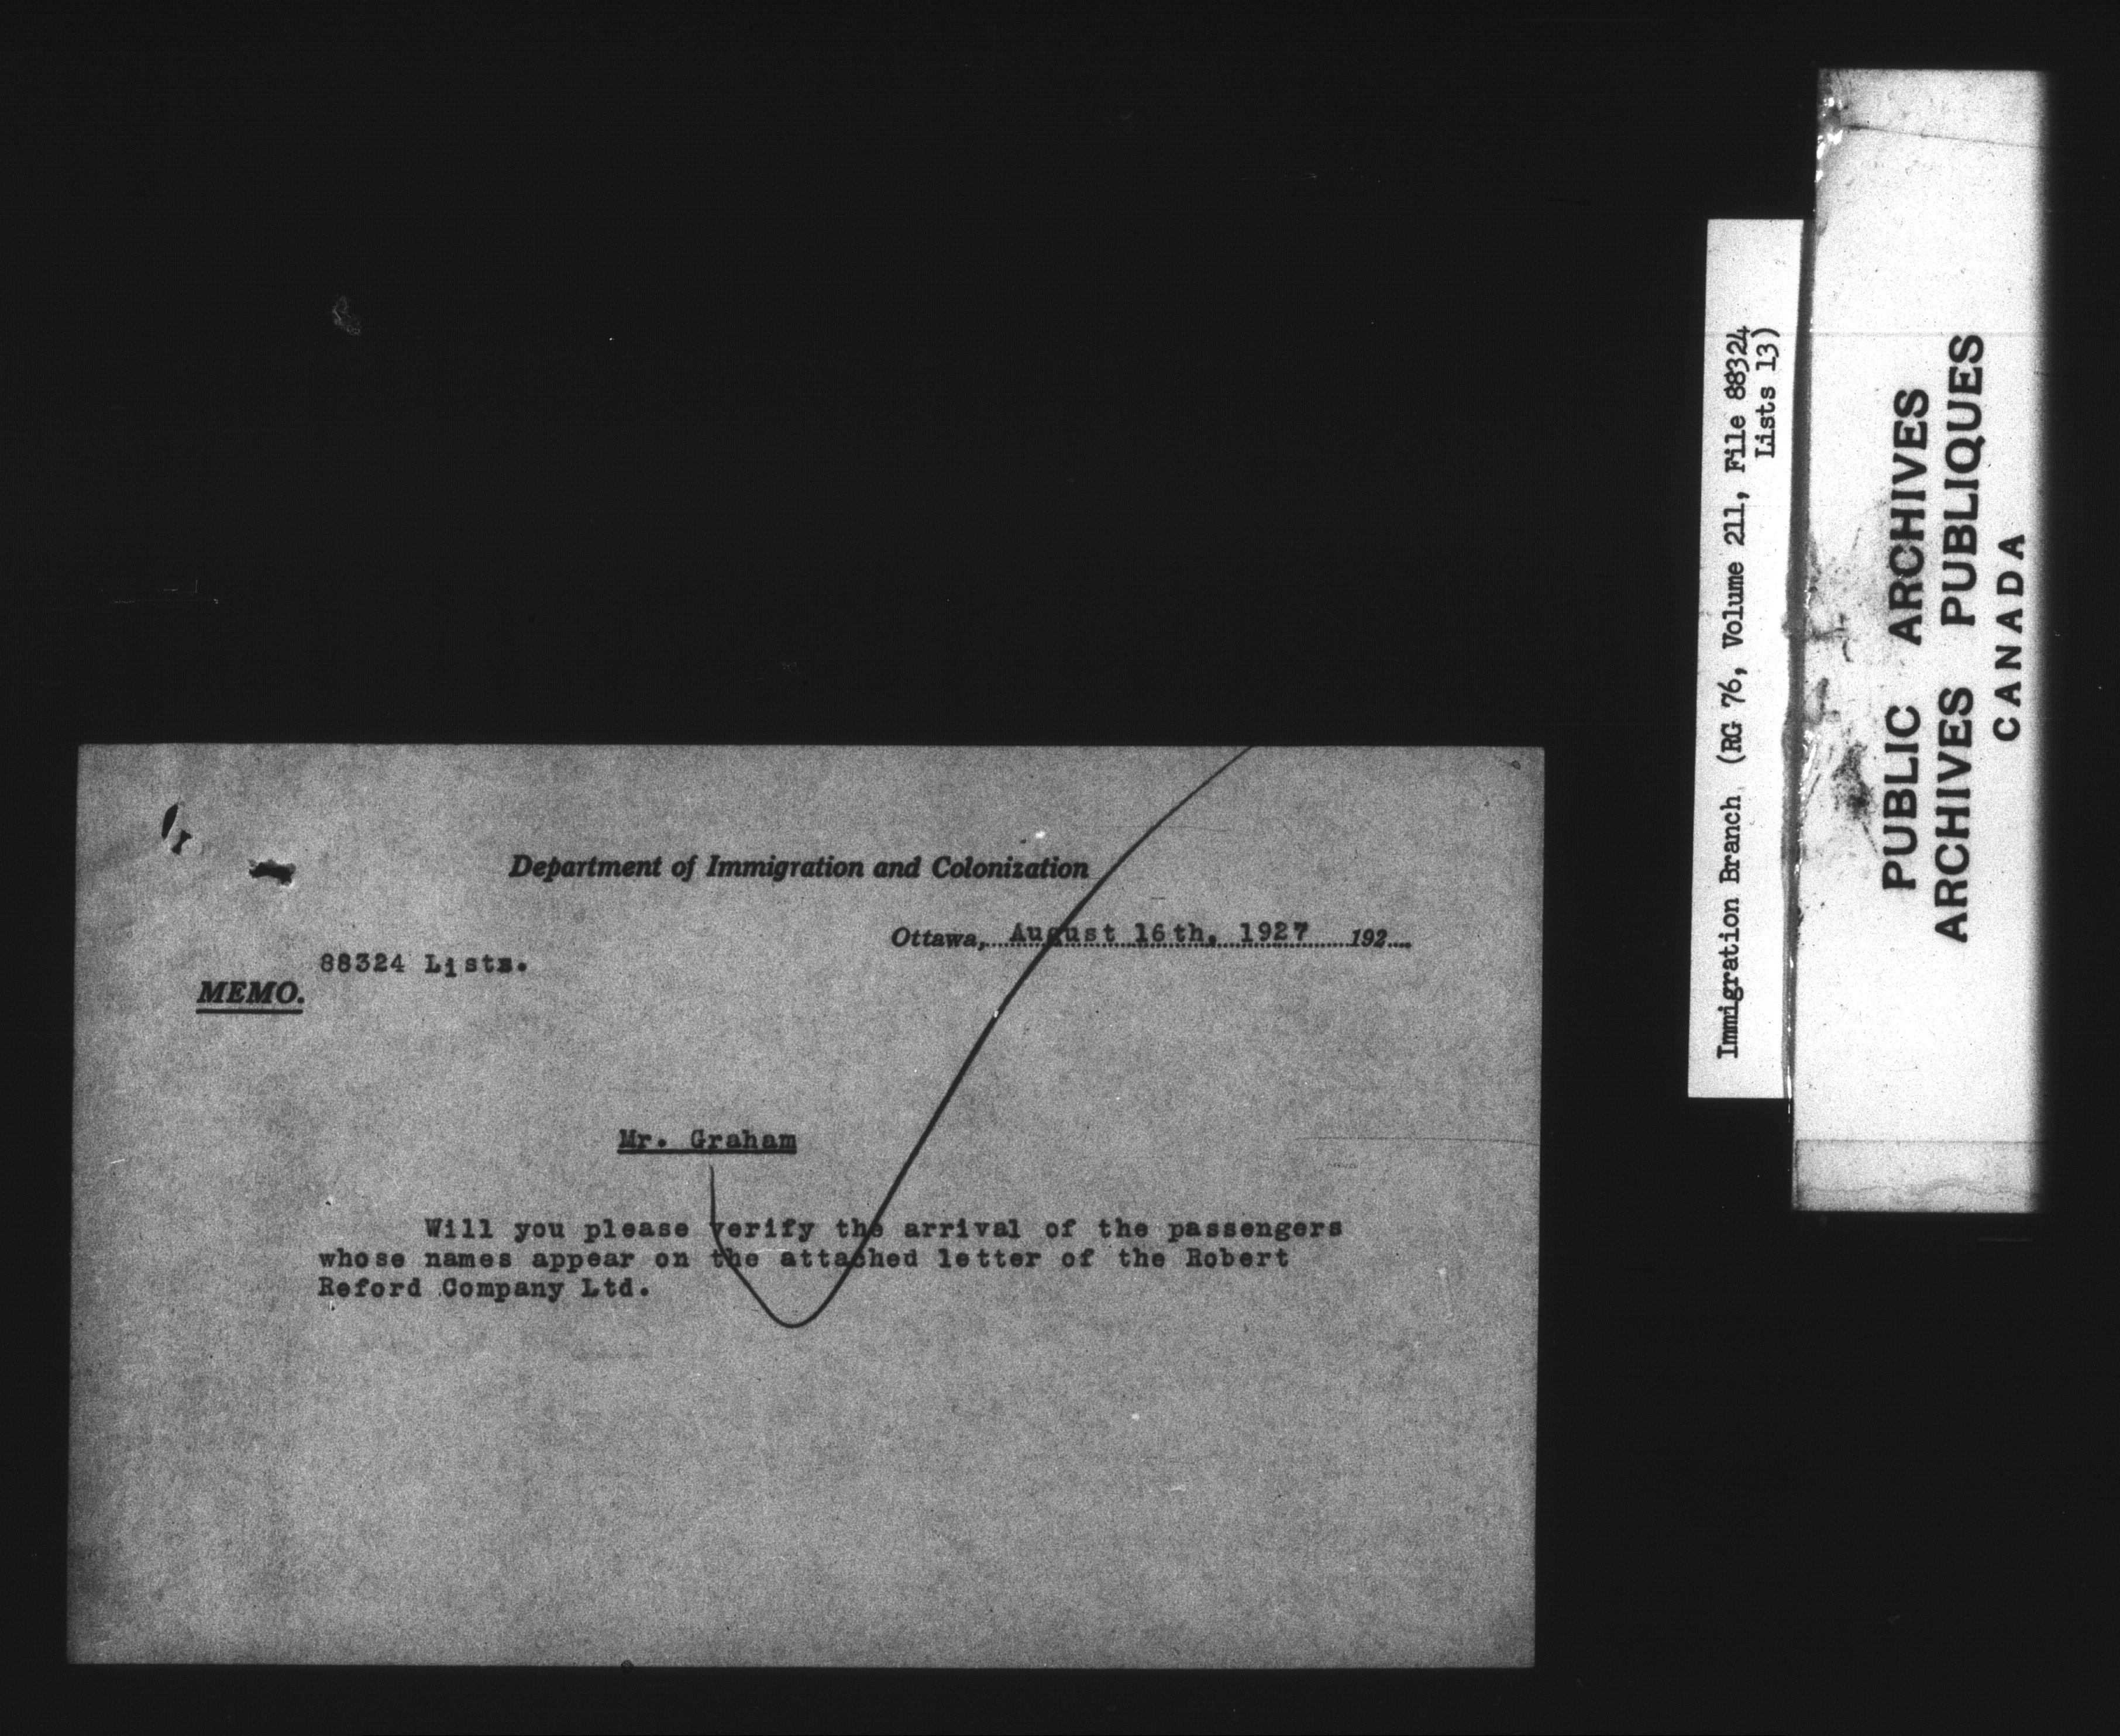 Department of Immigration and Colonization
Ottawa, August 16th, 1927 192
88324 Lists.
MEMO.
Mr. Graham
Will you please verify the arrival of the passengers
whose names appear on the attached letter of the Robert
Reford Company Ltd.
Immigration Branch (RG 76, Volume 211, File 88324
Lists 13)
PUBLIC ARCHIVES
ARCHIVES PUBLIQUES
CANADA